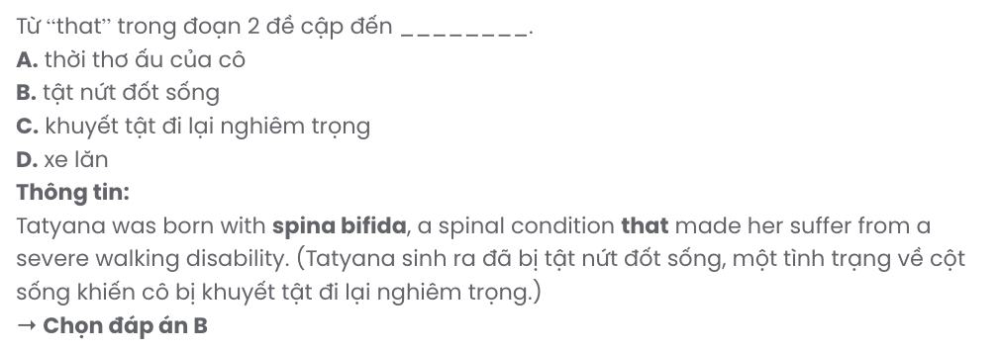 Từ “that” trong đoạn 2 đề cập đến ________.
A. thời thơ ấu của cô
B. tật nứt đốt sống
C. khuyết tật đi lại nghiêm trọng
D. xe lăn
Thông tin:
Tatyana was born with spina bifida, a spinal condition that made her suffer from a
severe walking disability. (Tatyana sinh ra đã bị tật nứt đốt sống, một tình trạng về cột
sống khiến cô bị khuyết tật đi lại nghiêm trọng.)
→ Chọn đáp án B